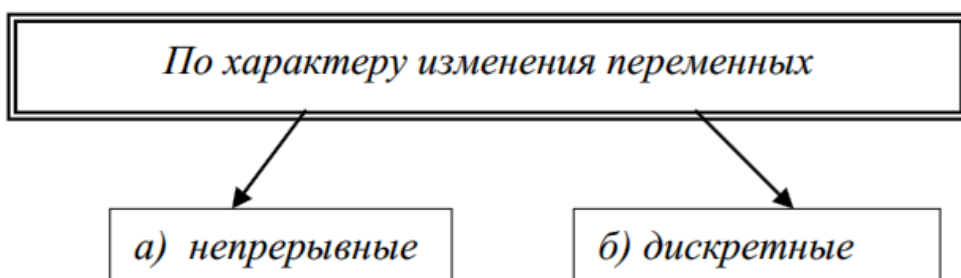 По характеру изменения переменных
а) непрерывные
б) дискретные